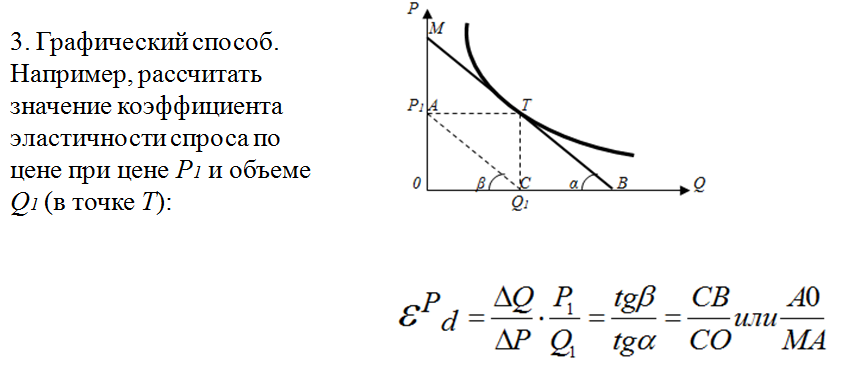 3. Графический способ.
Например, рассчитать
значение коэффициента
эластичности спроса по
цене при цене P1 и объеме
Q1 (в точке T):
P
M
P1 A T
0 β C α B Q
Q1
ε^P_d = ΔQ/ΔP · P1/Q1 = tgβ/tgα = CB/CO или A0/MA